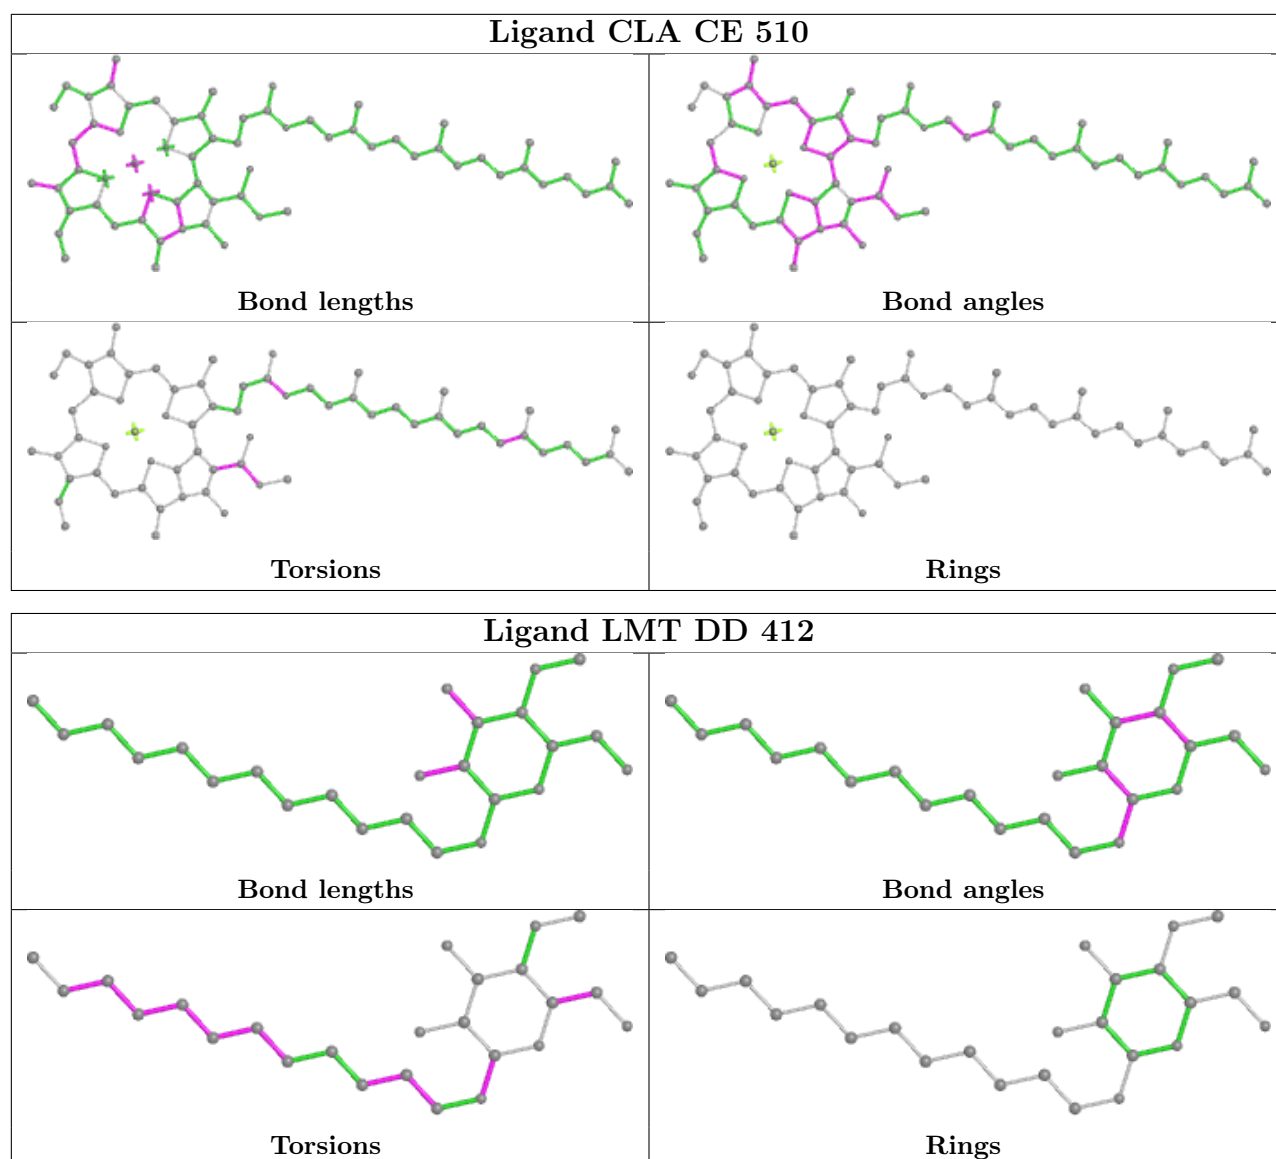 Ligand CLA CE 510
Bond lengths
Bond angles
Torsions
Rings
Ligand LMT DD 412
Bond lengths
Bond angles
Torsions
Rings